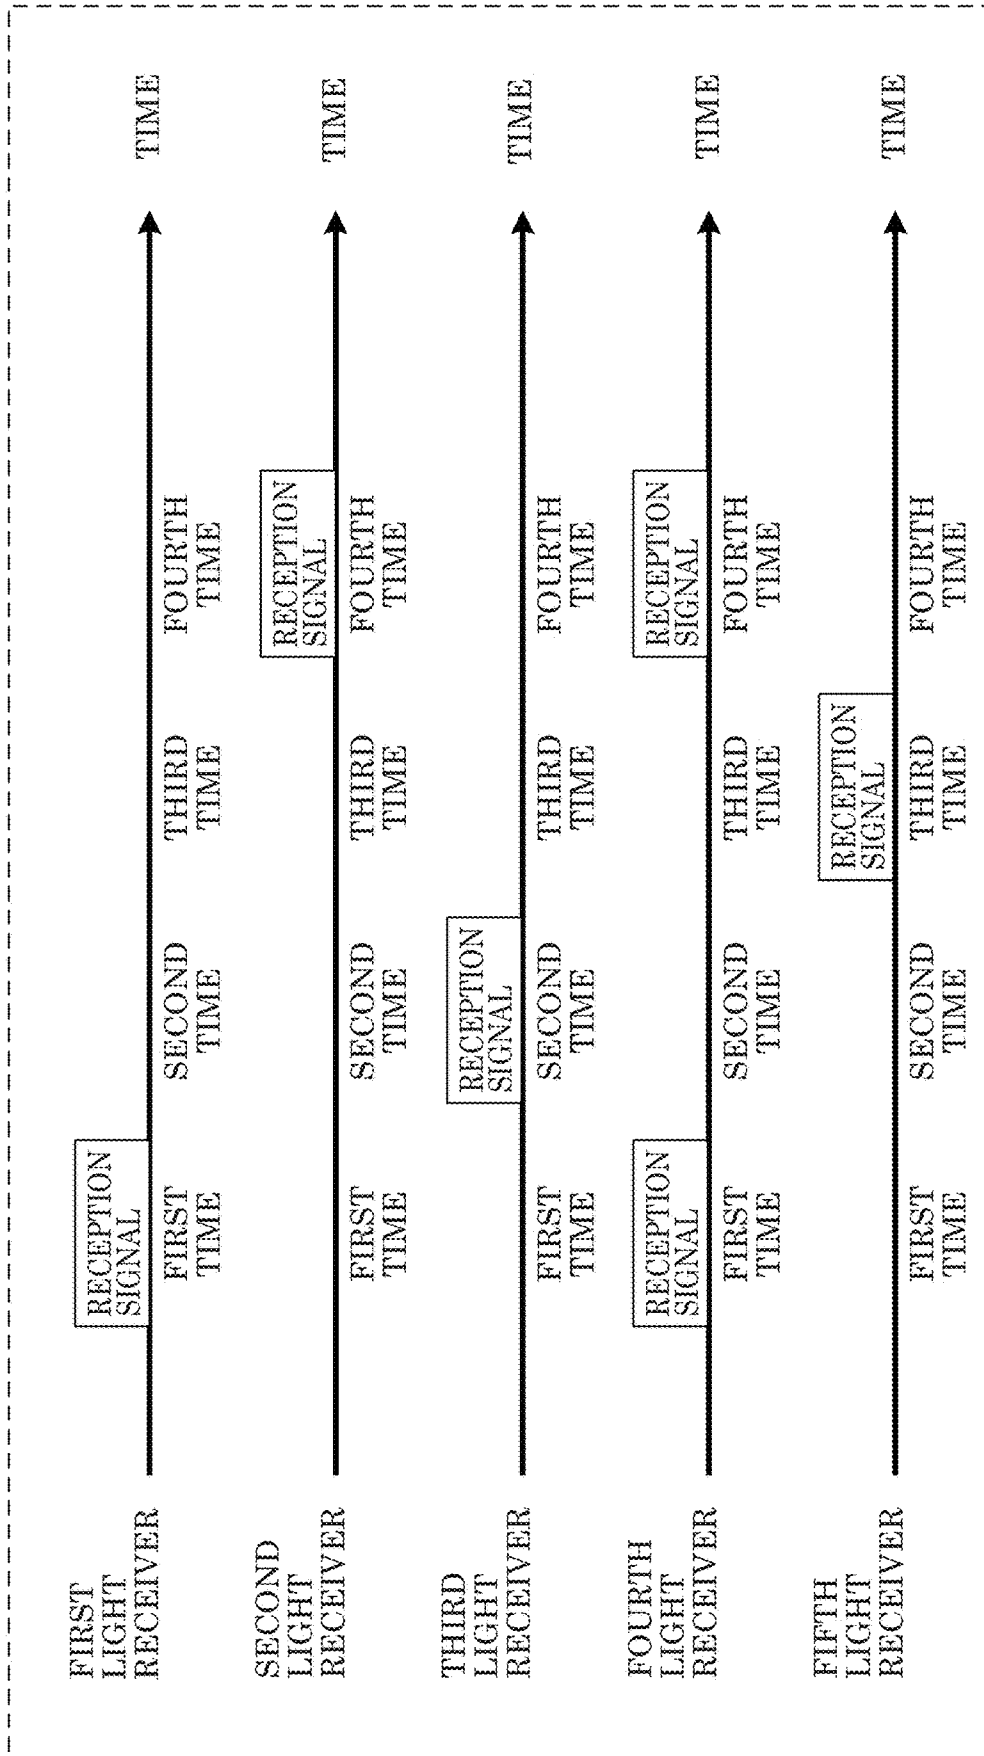 FIRST
LIGHT
RECEIVER
RECEPTION
SIGNAL
FIRST
TIME
SECOND
TIME
THIRD
TIME
FOURTH
TIME
TIME
SECOND
LIGHT
RECEIVER
FIRST
TIME
SECOND
TIME
THIRD
TIME
RECEPTION
SIGNAL
FOURTH
TIME
TIME
THIRD
LIGHT
RECEIVER
FIRST
TIME
RECEPTION
SIGNAL
SECOND
TIME
THIRD
TIME
FOURTH
TIME
TIME
FOURTH
LIGHT
RECEIVER
RECEPTION
SIGNAL
FIRST
TIME
SECOND
TIME
THIRD
TIME
RECEPTION
SIGNAL
FOURTH
TIME
TIME
FIFTH
LIGHT
RECEIVER
FIRST
TIME
SECOND
TIME
RECEPTION
SIGNAL
THIRD
TIME
FOURTH
TIME
TIME